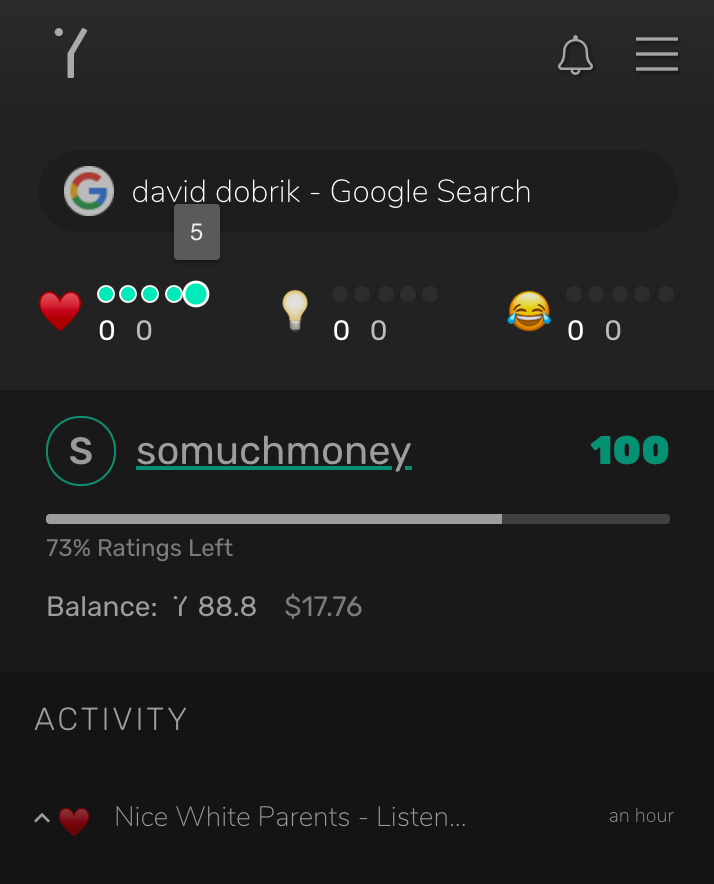 david dobrik - Google Search
5
0 0 0 0 0 0
S somuchmoney 100
73% Ratings Left
Balance: 88.8 $17.76
ACTIVITY
Nice White Parents - Listen... an hour